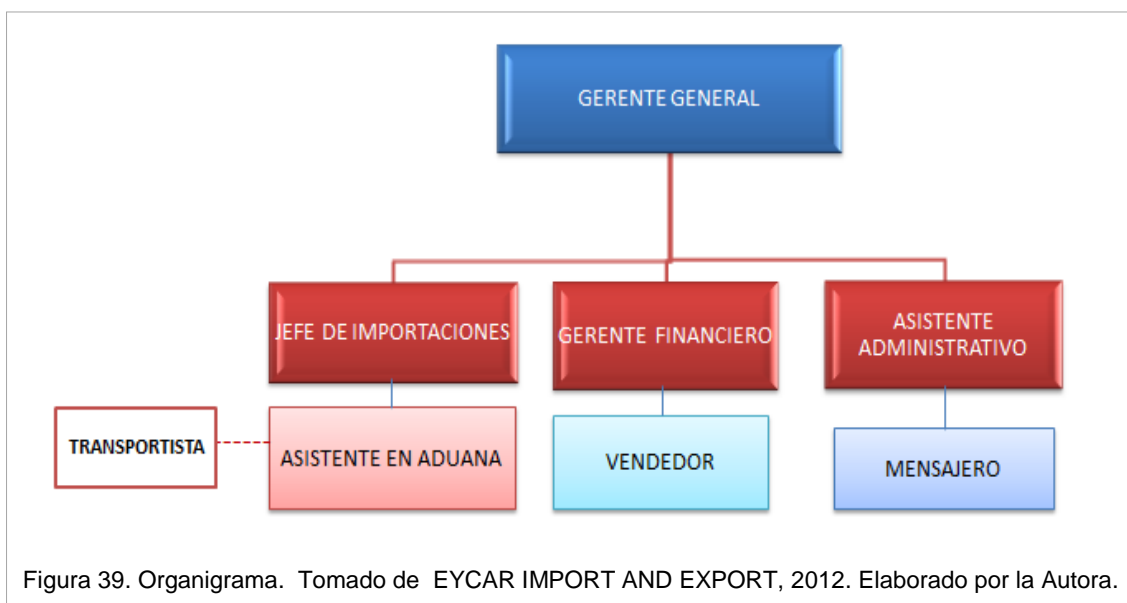 GERENTE GENERAL
JEFE DE IMPORTACIONES
GERENTE FINANCIERO
ASISTENTE
ADMINISTRATIVO
TRANSPORTISTA
ASISTENTE EN ADUANA
VENDEDOR
MENSAJERO
Figura 39. Organigrama. Tomado de EYCAR IMPORT AND EXPORT, 2012. Elaborado por la Autora.